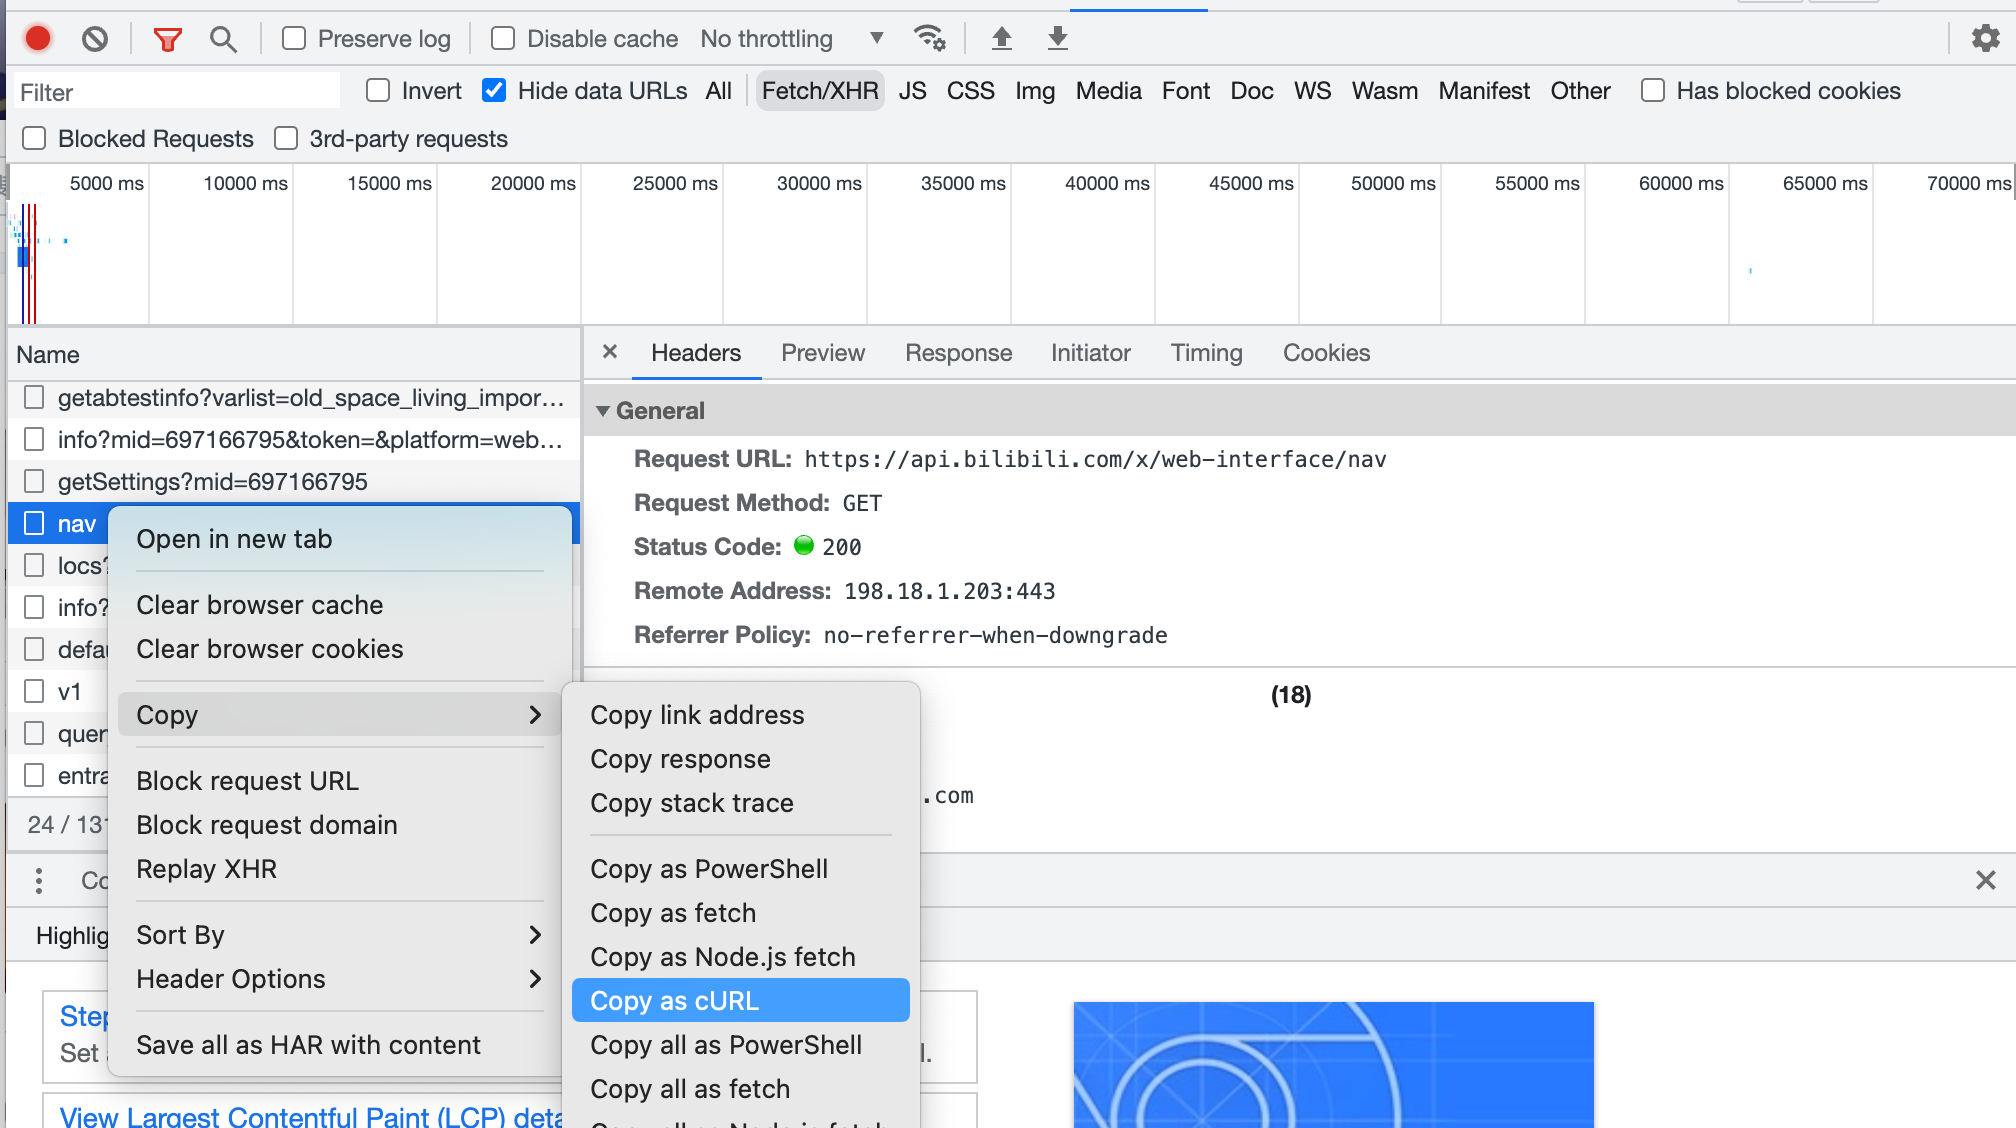 Preserve log Disable cache No throttling
Filter Invert Hide data URLs All Fetch/XHR JS CSS Img Media Font Doc WS Wasm Manifest Other Has blocked cookies
Blocked Requests 3rd-party requests
5000 ms 10000 ms 15000 ms 20000 ms 25000 ms 30000 ms 35000 ms 40000 ms 45000 ms 50000 ms 55000 ms 60000 ms 65000 ms 70000 ms
Name
getabtestinfo?varlist=old_space_living_impor…
info?mid=697166795&token=&platform=web…
getSettings?mid=697166795
nav
locs?
info?
defau
v1
quer
entra
24 / 131
Co
Highlig
Step
Set
l.
View Largest Contentful Paint (LCP) deta
Open in new tab
Clear browser cache
Clear browser cookies
Copy
Block request URL
Block request domain
Replay XHR
Sort By
Header Options
Save all as HAR with content
Copy link address
Copy response
Copy stack trace
Copy as PowerShell
Copy as fetch
Copy as Node.js fetch
Copy as cURL
Copy all as PowerShell
Copy all as fetch
Copy all as Node.js fetch
Headers Preview Response Initiator Timing Cookies
General
Request URL: https://api.bilibili.com/x/web-interface/nav
Request Method: GET
Status Code: 200
Remote Address: 198.18.1.203:443
Referrer Policy: no-referrer-when-downgrade
(18)
.com